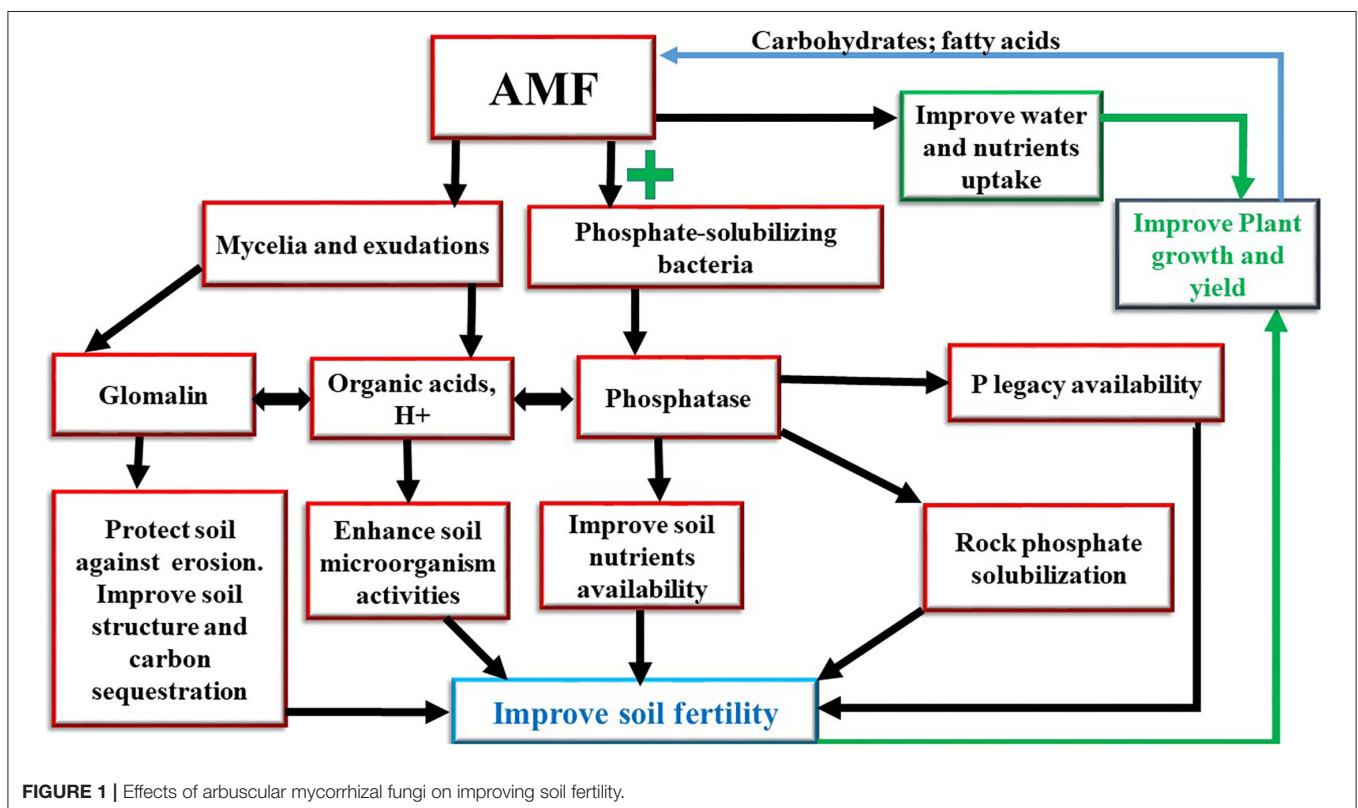 Carbohydrates; fatty acids
AMF
Improve water
and nutrients
uptake
Mycelia and exudations
Phosphate-solubilizing
bacteria
Improve Plant
growth and
yield
Glomalin
Organic acids,
H+
Phosphatase
P legacy availability
Protect soil
against erosion.
Improve soil
structure and
carbon
sequestration
Enhance soil
microorganism
activities
Improve soil
nutrients
availability
Rock phosphate
solubilization
Improve soil fertility
FIGURE 1 | Effects of arbuscular mycorrhizal fungi on improving soil fertility.